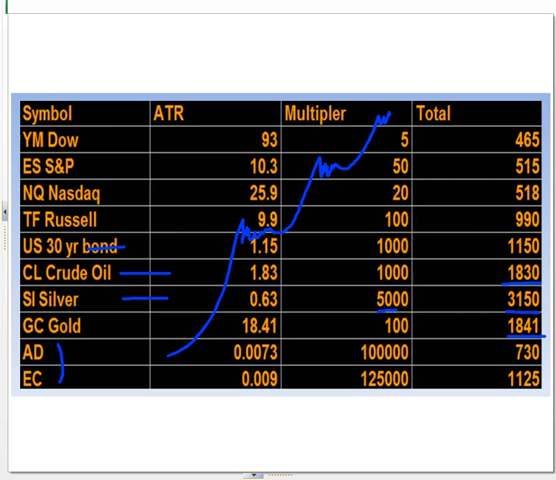 Symbol ATR Multipler Total
YM Dow 93 5 465
ES S&P 10.3 50 515
NQ Nasdaq 25.9 20 518
TF Russell 9.9 100 990
US 30 yr bond 1.15 1000 1150
CL Crude Oil 1.83 1000 1830
SI Silver 0.63 5000 3150
GC Gold 18.41 100 1841
AD 0.0073 100000 730
EC 0.009 125000 1125